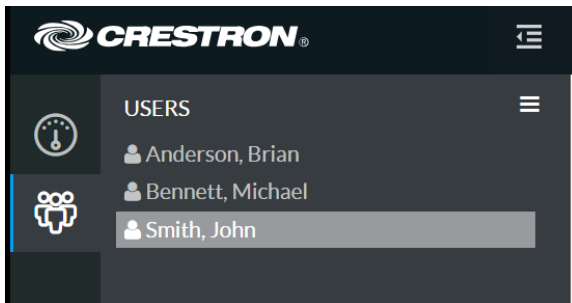 CRESTRON®
USERS
Anderson, Brian
Bennett, Michael
Smith, John